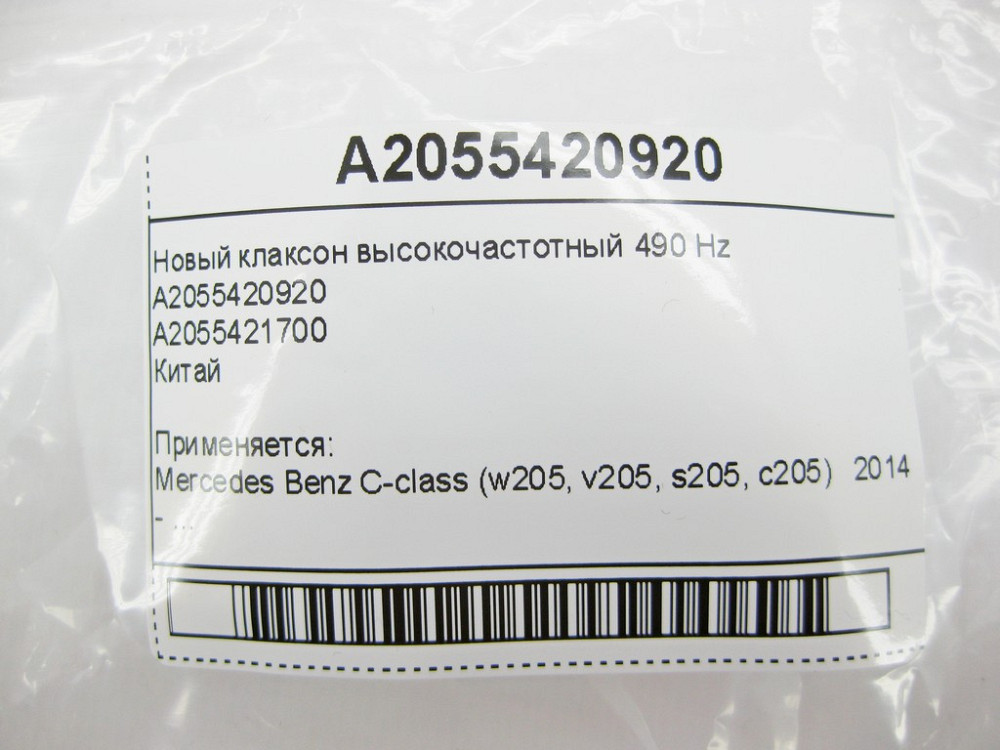 A2055420920
Новый клаксон высокочастотный 490 Hz
A2055420920
A2055421700
Китай
Применяется:
Mercedes Benz C-class (w205, v205, s205, c205) 2014
- ...